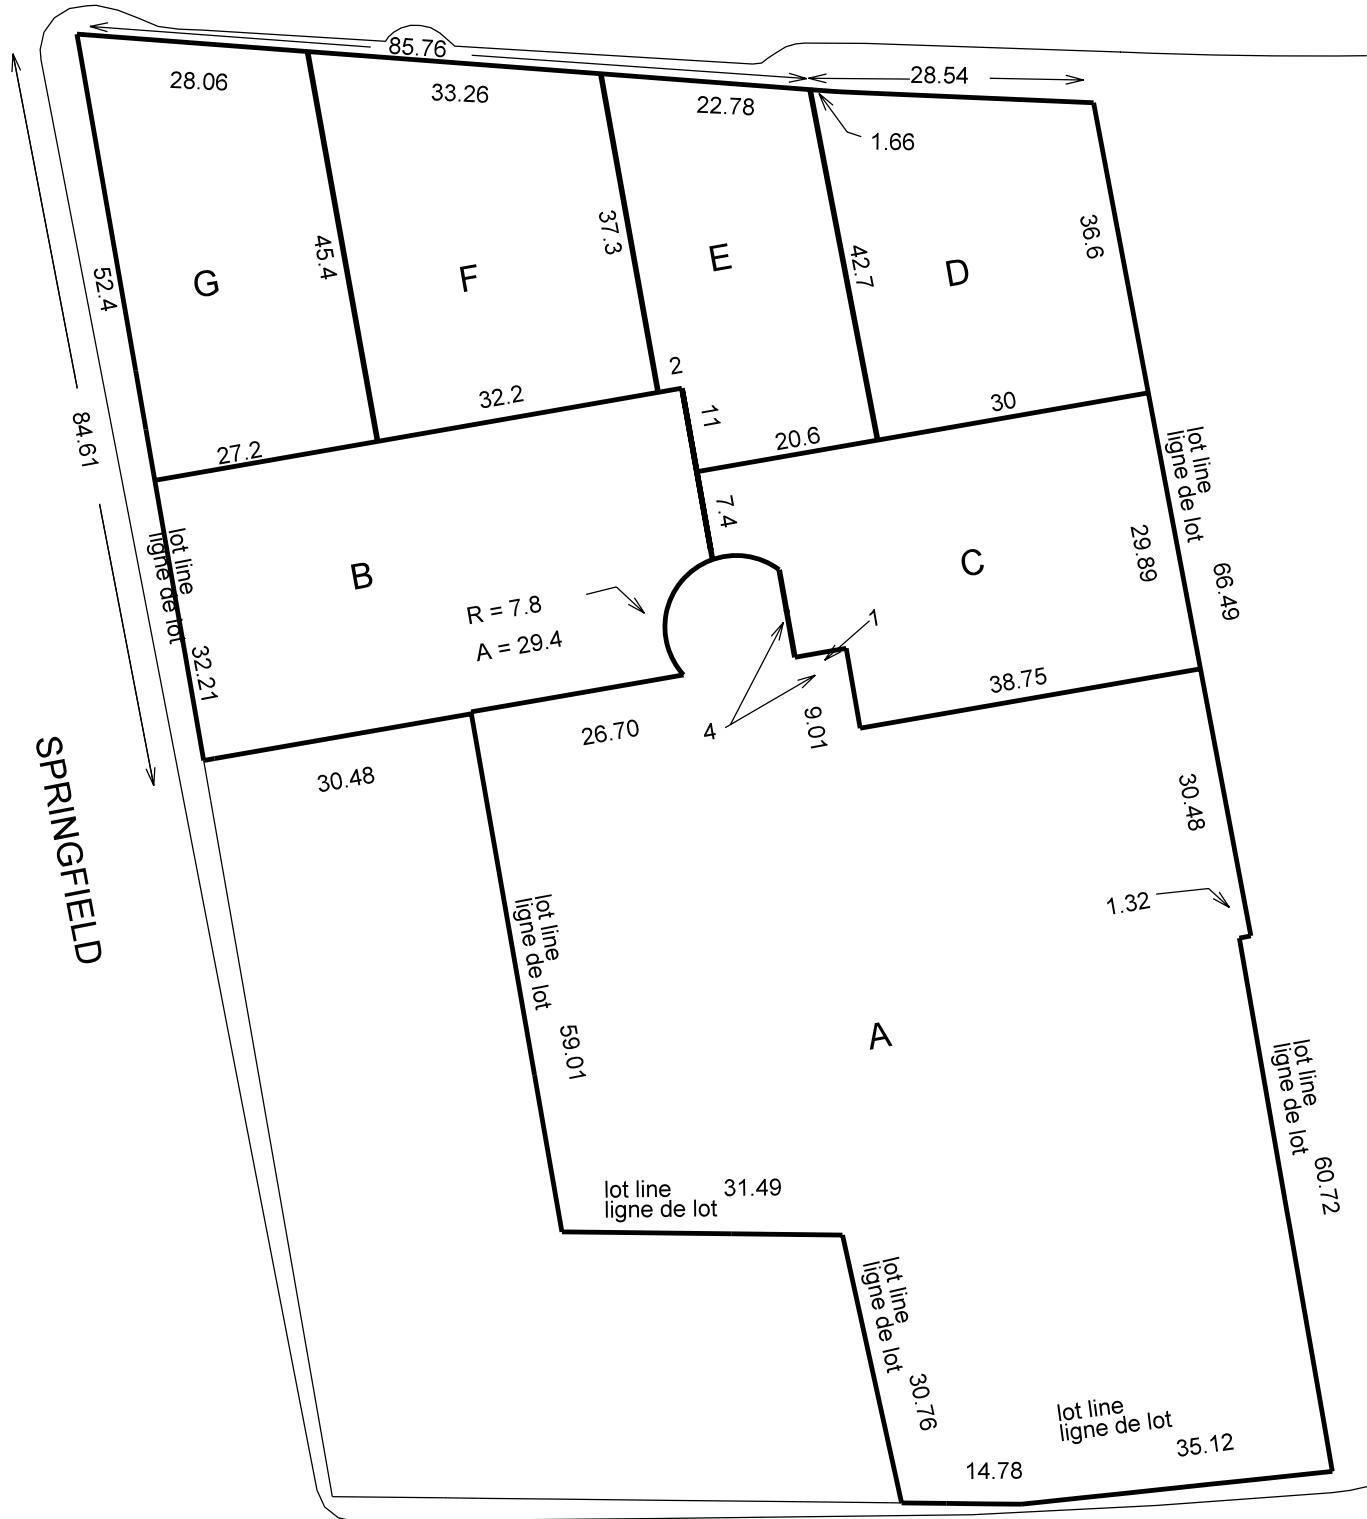 85.76
28.54
28.06
33.26
22.78
1.66
52.4
45.4
37.3
42.7
36.6
G
F
E
D
2
32.2
11
30
27.2
20.6
84.61
lot line
ligne de lot
7.4
lot line
ligne de lot
29.89
66.49
B
C
R = 7.8
A = 29.4
1
32.21
38.75
26.70
4
9.01
30.48
30.48
SPRINGFIELD
1.32
lot line
ligne de lot
59.01
A
lot line
ligne de lot
60.72
lot line
ligne de lot
31.49
lot line
ligne de lot
30.76
lot line
ligne de lot
14.78
35.12